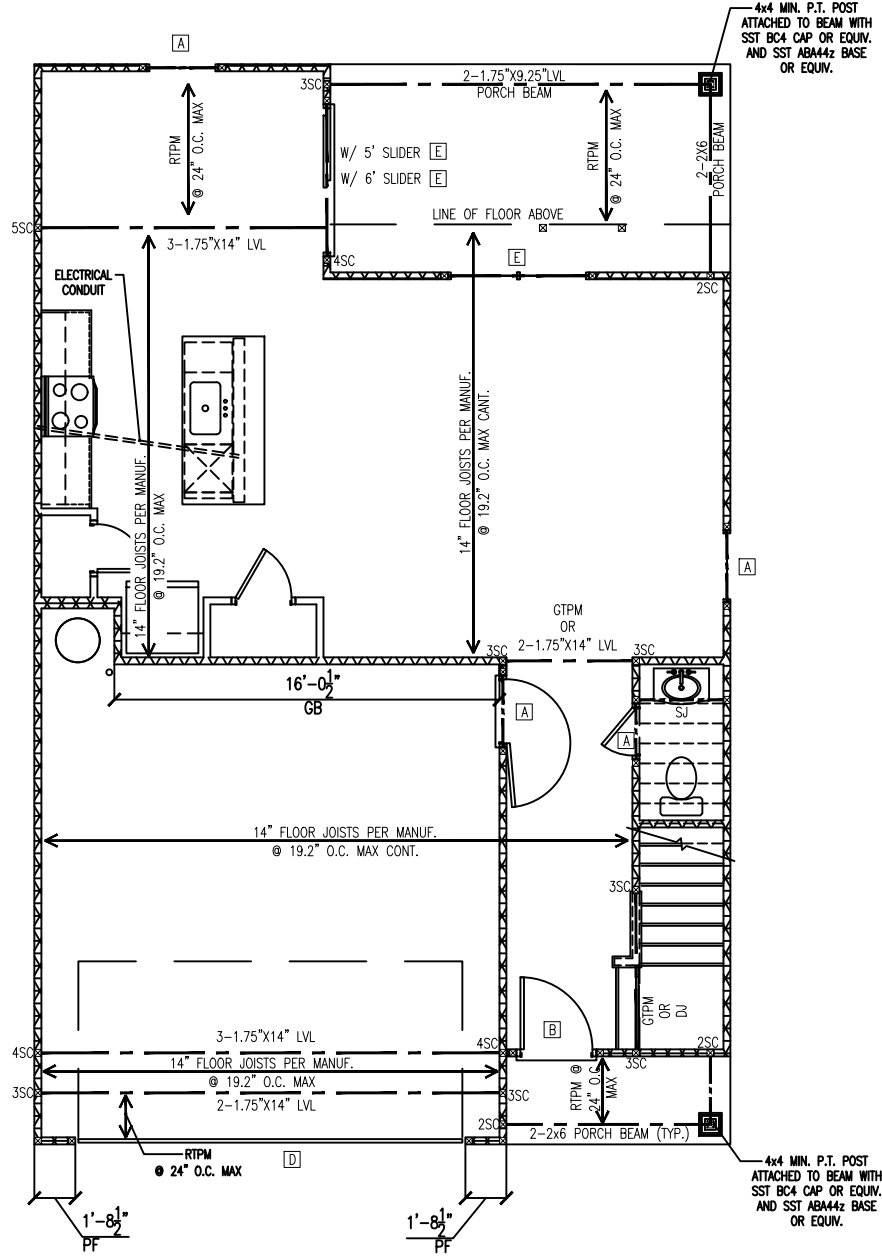 4x4 MIN. P.T. POST
ATTACHED TO BEAM WITH
SST BC4 CAP OR EQUIV.
AND SST ABA44z BASE
OR EQUIV.
A
3SC
2-1.75"X9.25"LVL
PORCH BEAM
RTPM
@ 24" O.C. MAX
RTPM
@ 24" O.C. MAX
2-2X6
PORCH BEAM
W/ 5' SLIDER E
W/ 6' SLIDER E
LINE OF FLOOR ABOVE
5SC
3-1.75"X14" LVL
4SC
E
2SC
ELECTRICAL
CONDUIT
14" FLOOR JOISTS PER MANUF.
@ 19.2" O.C. MAX
14" FLOOR JOISTS PER MANUF.
@ 19.2" O.C. MAX CANT.
A
GTPM
OR
2-1.75"X14" LVL
3SC
3SC
16'-0 1/2"
GB
A
SJ
A
14" FLOOR JOISTS PER MANUF.
@ 19.2" O.C. MAX CONT.
3SC
GTPM
OR
DJ
3-1.75"X14" LVL
4SC
4SC
B
3SC
2SC
14" FLOOR JOISTS PER MANUF.
@ 19.2" O.C. MAX
3SC
3SC
2-1.75"X14" LVL
RTPM @
24" O.C.
MAX
2SC
2-2x6 PORCH BEAM (TYP.)
RTPM
@ 24" O.C. MAX
D
4x4 MIN. P.T. POST
ATTACHED TO BEAM WITH
SST BC4 CAP OR EQUIV.
AND SST ABA44z BASE
OR EQUIV.
1'-8 1/2"
PF
1'-8 1/2"
PF